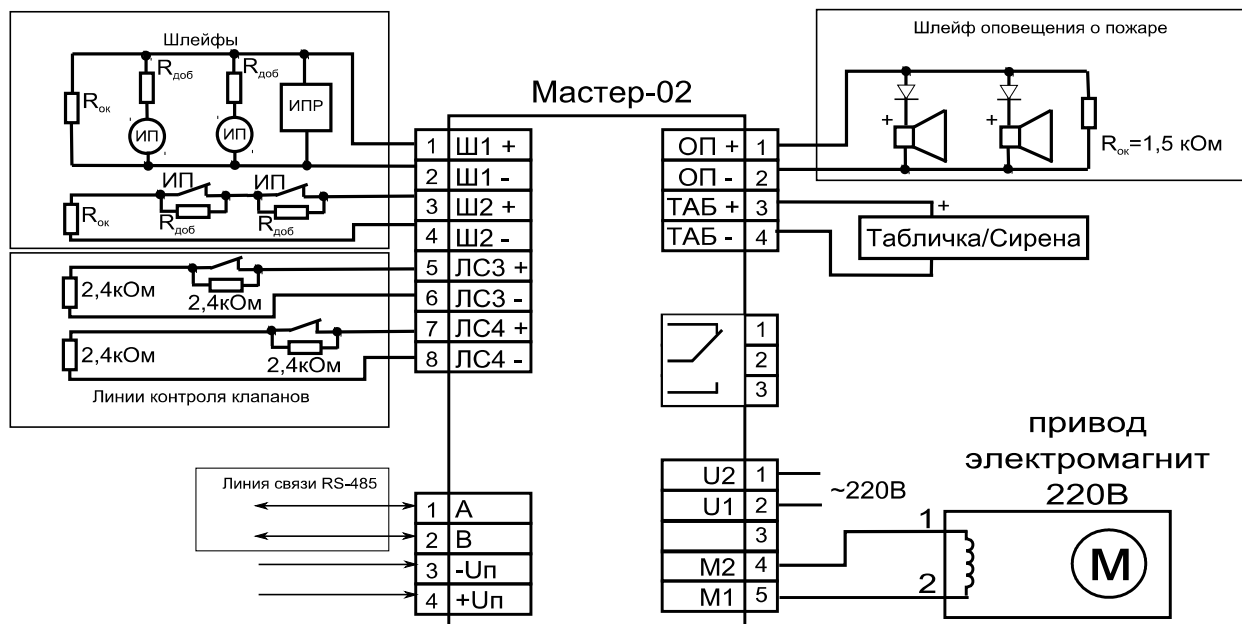 Шлейфы
Rок
Rдоб
Rдоб
ИП
ИП
ИПР
Rок
ИП
ИП
Rдоб
Rдоб
2,4кОм
2,4кОм
2,4кОм
2,4кОм
Линии контроля клапанов
Линия связи RS-485
Мастер-02
1 Ш1 +
2 Ш1 -
3 Ш2 +
4 Ш2 -
5 ЛС3 +
6 ЛС3 -
7 ЛС4 +
8 ЛС4 -
1 A
2 B
3 -Uп
4 +Uп
ОП + 1
ОП - 2
ТАБ + 3
ТАБ - 4
1
2
3
U2 1
U1 2
3
M2 4
M1 5
Шлейф оповещения о пожаре
+
+
Rок=1,5 кОм
+
Табличка/Сирена
~220В
привод
электромагнит
220В
1
2
М